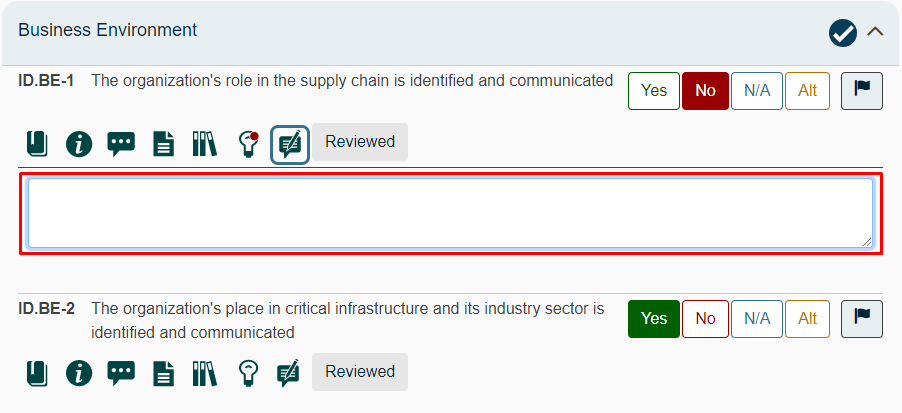 Business Environment
ID.BE-1 The organization's role in the supply chain is identified and communicated Yes No N/A Alt
Reviewed
ID.BE-2 The organization's place in critical infrastructure and its industry sector is Yes No N/A Alt
identified and communicated
Reviewed